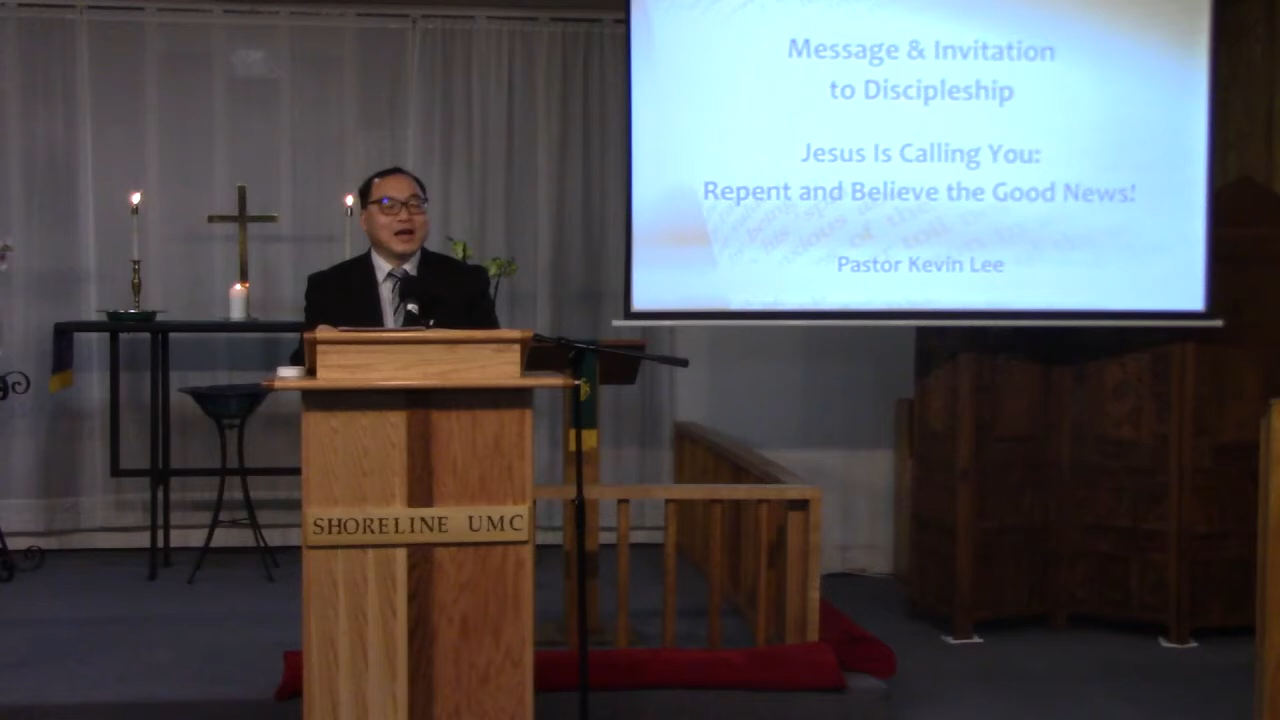 Message & Invitation
to Discipleship
Jesus Is Calling You:
Repent and Believe the Good News!
Pastor Kevin Lee
SHORELINE UMC